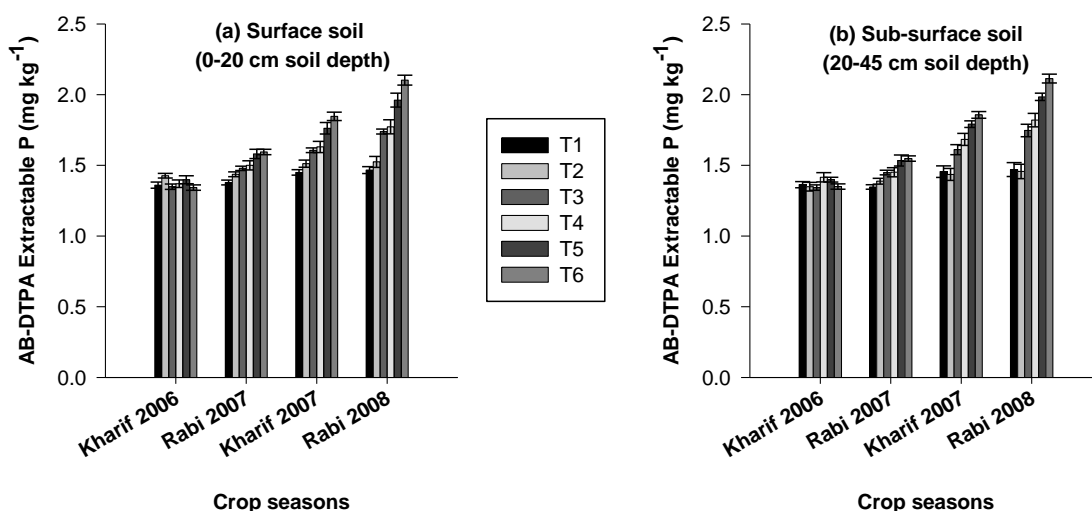 (a) Surface soil
(0-20 cm soil depth)
AB-DTPA Extractable P (mg kg⁻¹)
2.5
2.0
1.5
1.0
0.5
0.0
Kharif 2006
Rabi 2007
Kharif 2007
Rabi 2008
Crop seasons
T1
T2
T3
T4
T5
T6
(b) Sub-surface soil
(20-45 cm soil depth)
AB-DTPA Extractable P (mg kg⁻¹)
2.5
2.0
1.5
1.0
0.5
0.0
Kharif 2006
Rabi 2007
Kharif 2007
Rabi 2008
Crop seasons